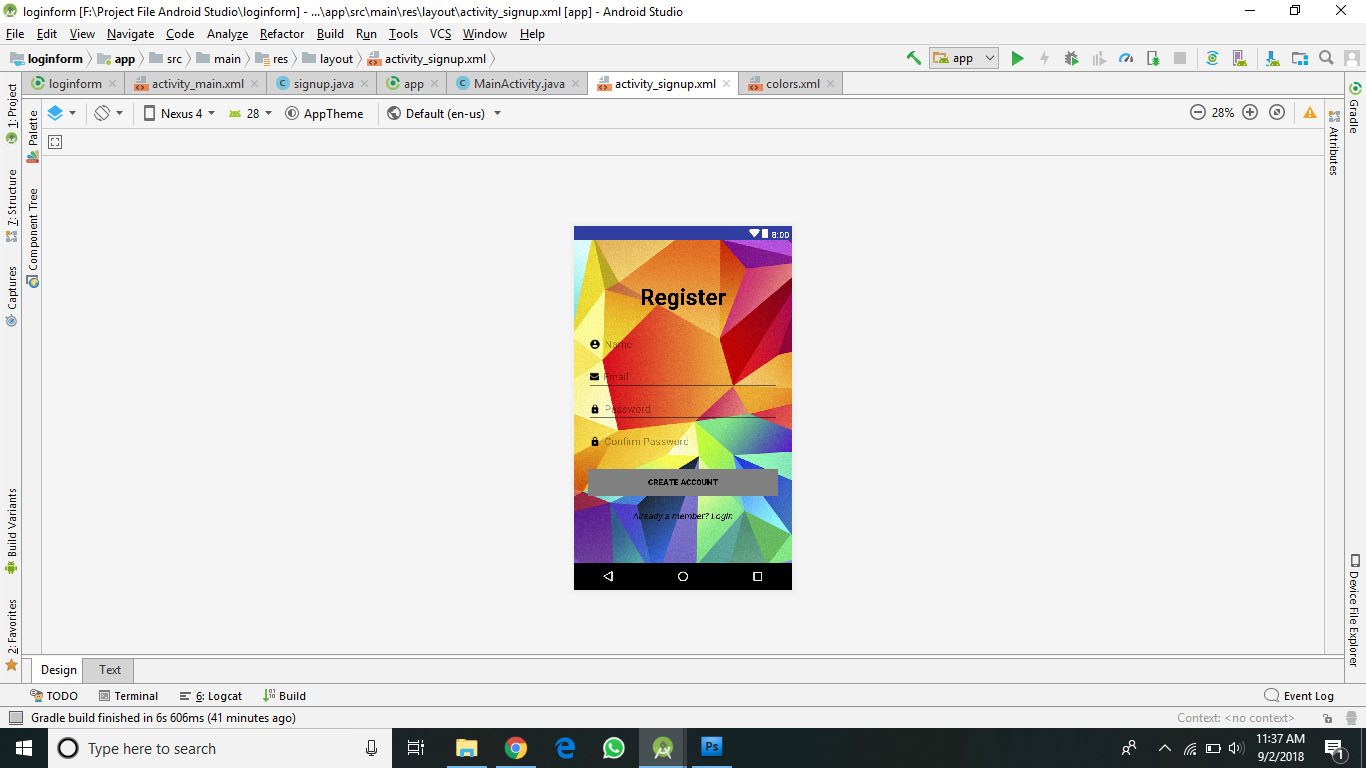 loginform [F:\Project File Android Studio\loginform] - ...\app\src\main\res\layout\activity_signup.xml [app] - Android Studio
File Edit View Navigate Code Analyze Refactor Build Run Tools VCS Window Help
loginform app src main res layout activity_signup.xml app
loginform activity_main.xml signup.java app MainActivity.java activity_signup.xml colors.xml
Nexus 4 28 AppTheme Default (en-us) 28%
1: Project
7: Structure
Captures
Build Variants
2: Favorites
Palette
Component Tree
8:00
Register
Name
Email
Password
Confirm Password
CREATE ACCOUNT
Already a member? Login
Attributes
Gradle
Device File Explorer
Design Text
TODO Terminal 6: Logcat Build Event Log
Gradle build finished in 6s 606ms (41 minutes ago) Context: <no context>
Type here to search
Ps
11:37 AM
9/2/2018
1